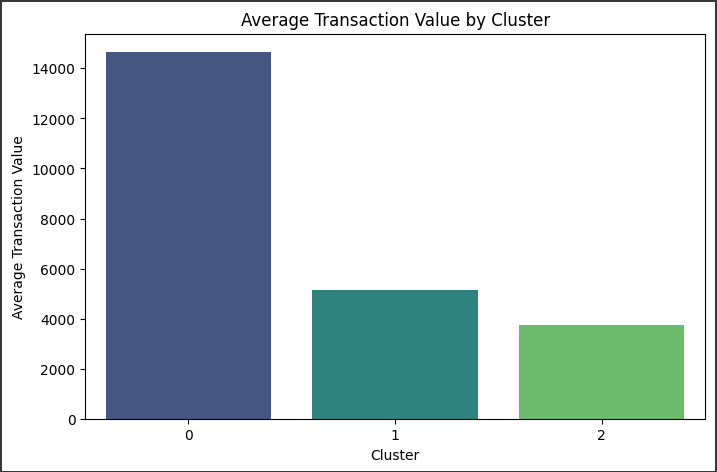 Average Transaction Value by Cluster
Average Transaction Value
14000
12000
10000
8000
6000
4000
2000
0
0 1 2
Cluster